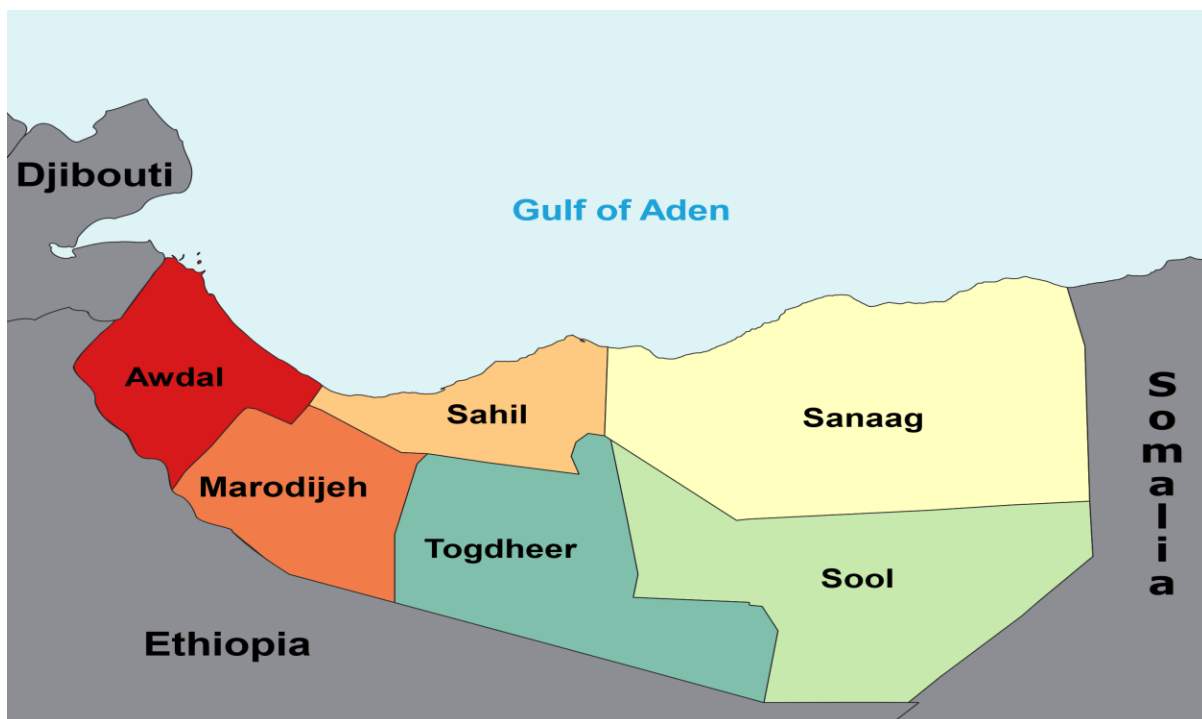 Djibouti
Gulf of Aden
Awdal
Sahil
Sanaag
Marodijeh
Togdheer
Sool
Ethiopia
Somalia